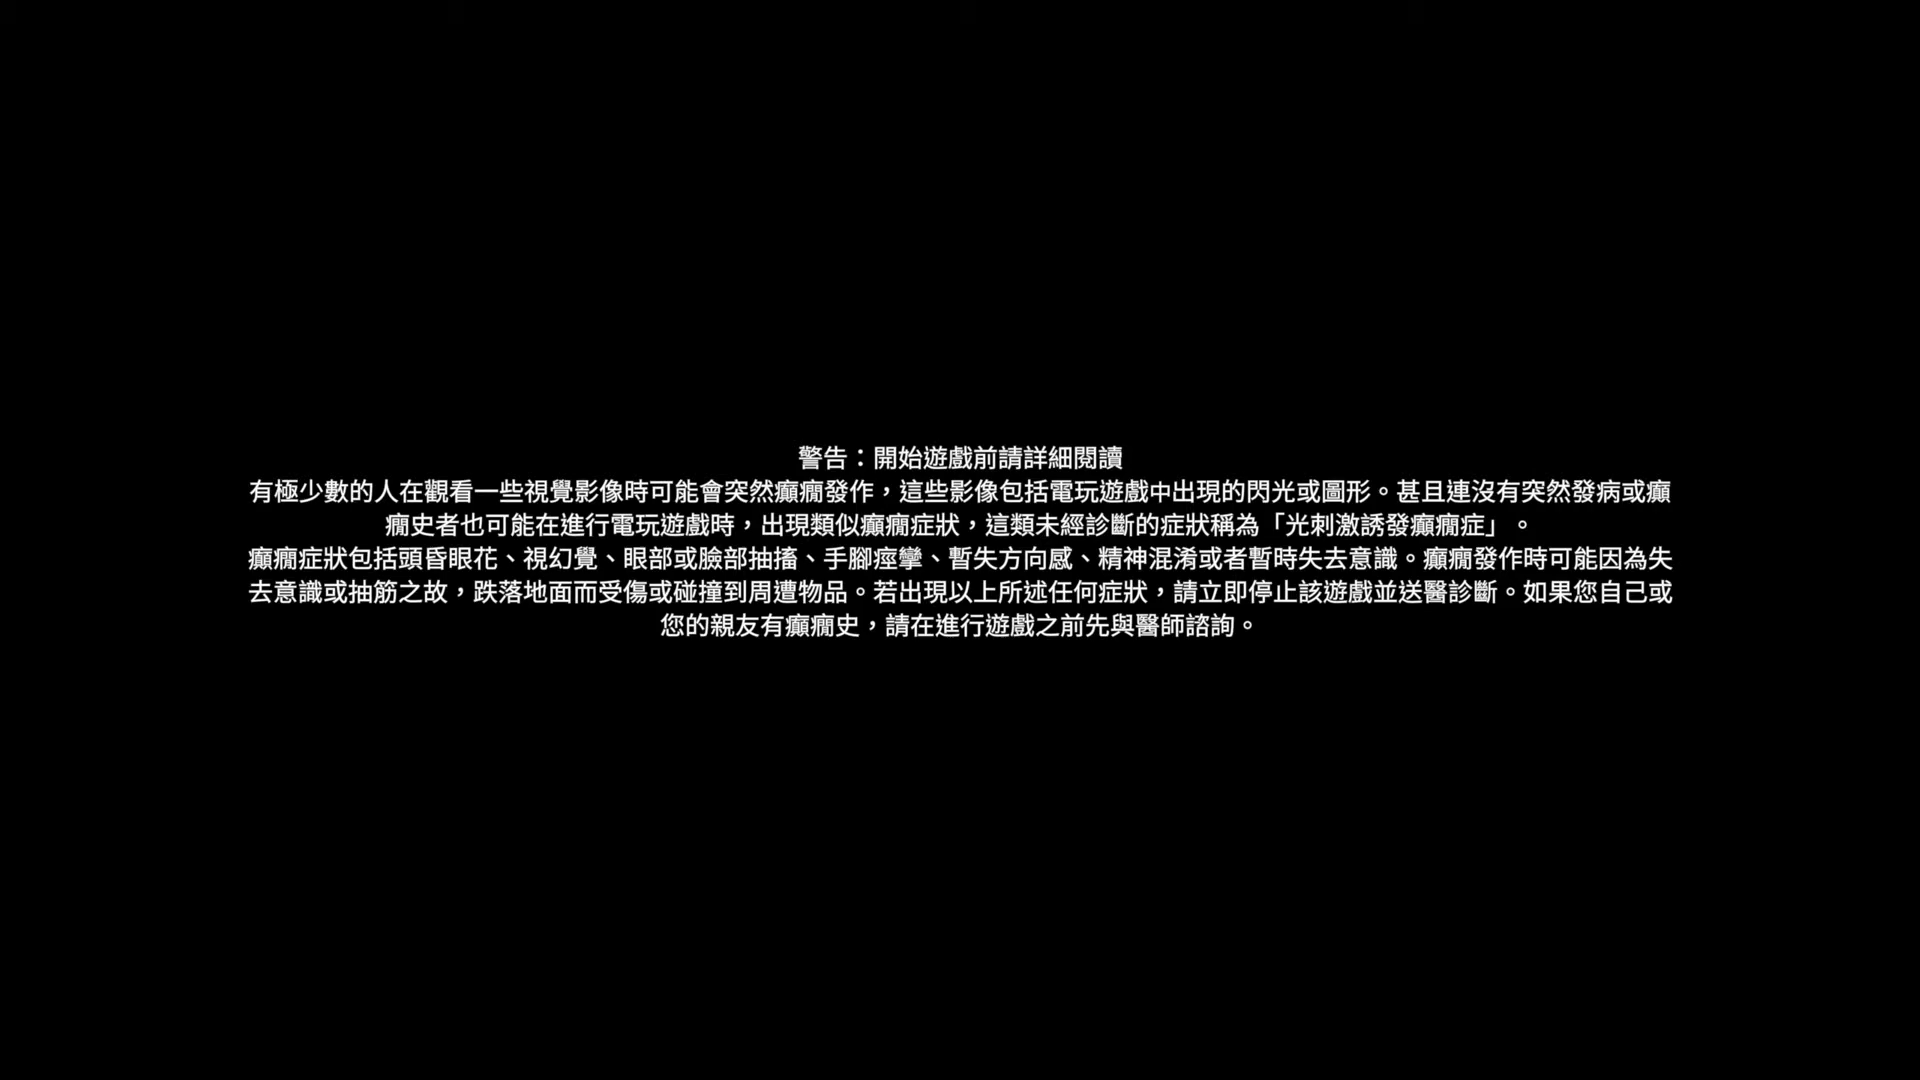 警告：開始遊戲前請詳細閱讀
有極少數的人在觀看一些視覺影像時可能會突然癲癇發作，這些影像包括電玩遊戲中出現的閃光或圖形。甚且連沒有突然發病或癲
癇史者也可能在進行電玩遊戲時，出現類似癲癇症狀，這類未經診斷的症狀稱為「光刺激誘發癲癇症」。
癲癇症狀包括頭昏眼花、視幻覺、眼部或臉部抽搐、手腳痙攣、暫失方向感、精神混淆或者暫時失去意識。癲癇發作時可能因為失
去意識或抽筋之故，跌落地面而受傷或碰撞到周遭物品。若出現以上所述任何症狀，請立即停止該遊戲並送醫診斷。如果您自己或
您的親友有癲癇史，請在進行遊戲之前先與醫師諮詢。